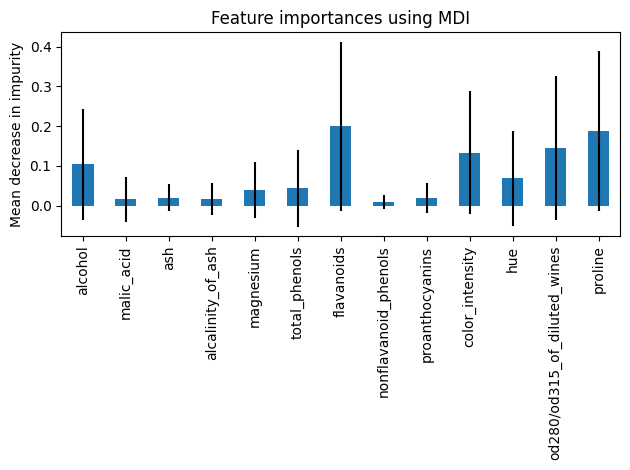 Feature importances using MDI
Mean decrease in impurity
0.4
0.3
0.2
0.1
0.0
alcohol
malic_acid
ash
alcalinity_of_ash
magnesium
total_phenols
flavanoids
nonflavanoid_phenols
proanthocyanins
color_intensity
hue
od280/od315_of_diluted_wines
proline